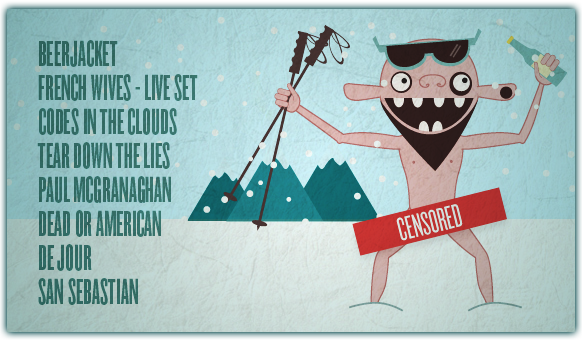 BEERJACKET
FRENCH WIVES - LIVE SET
CODES IN THE CLOUDS
TEAR DOWN THE LIES
PAUL MCGRANAGHAN
DEAD OR AMERICAN
DE JOUR
SAN SEBASTIAN
CENSORED